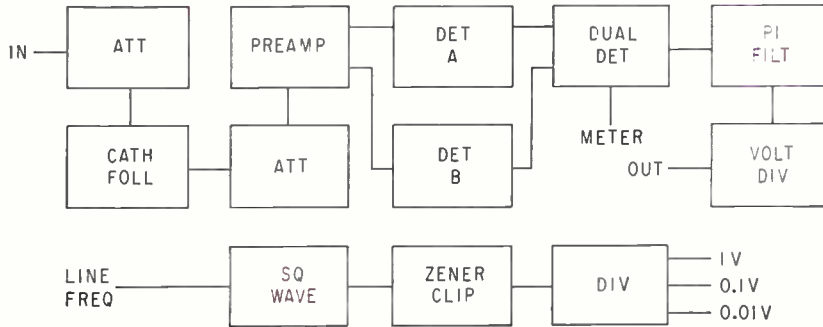 IN
ATT
PREAMP
DET
A
DUAL
DET
PI
FILT
CATH
FOLL
ATT
DET
B
METER
OUT
VOLT
DIV
LINE
FREQ
SQ
WAVE
ZENER
CLIP
DIV
1V
0.1V
0.01V